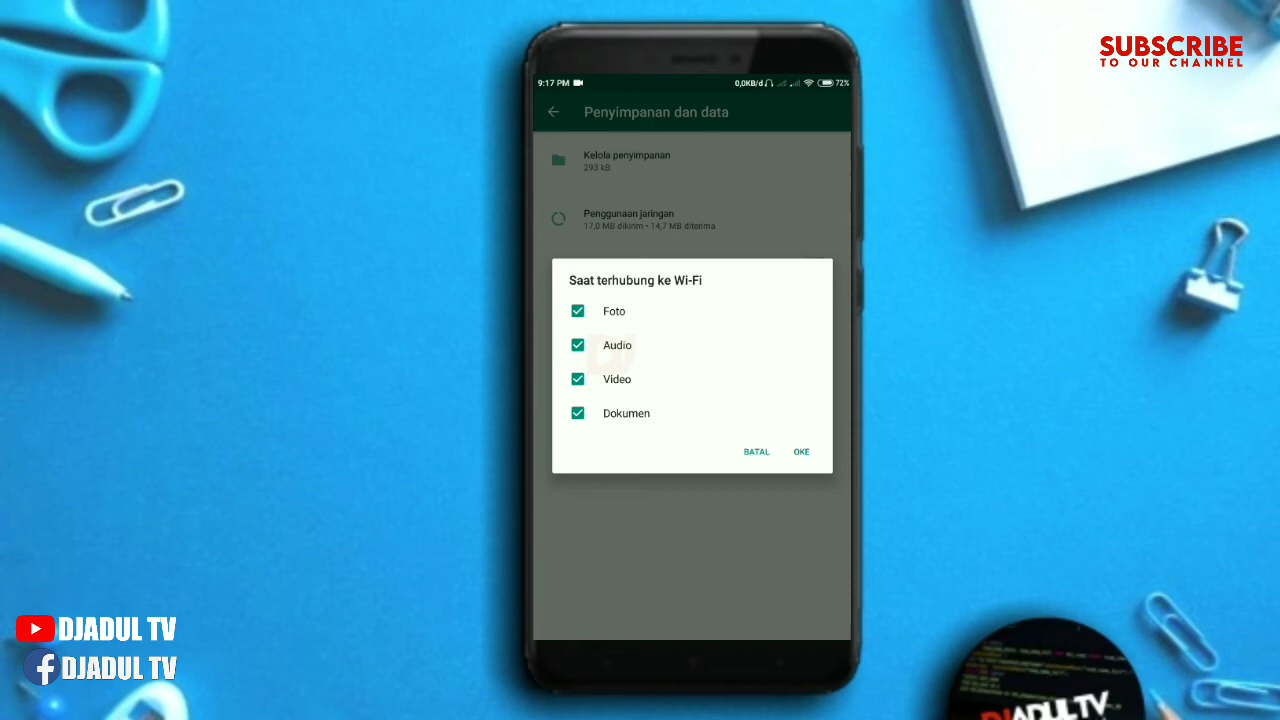 SUBSCRIBE
TO OUR CHANNEL
9:17 PM
0,0KB/d
72%
Penyimpanan dan data
Kelola penyimpanan
293 kB
Penggunaan jaringan
17,0 MB dikirim • 14,7 MB diterima
Saat terhubung ke Wi-Fi
Foto
Audio
Video
Dokumen
BATAL
OKE
DJADUL TV
DJADUL TV
DJADUL TV